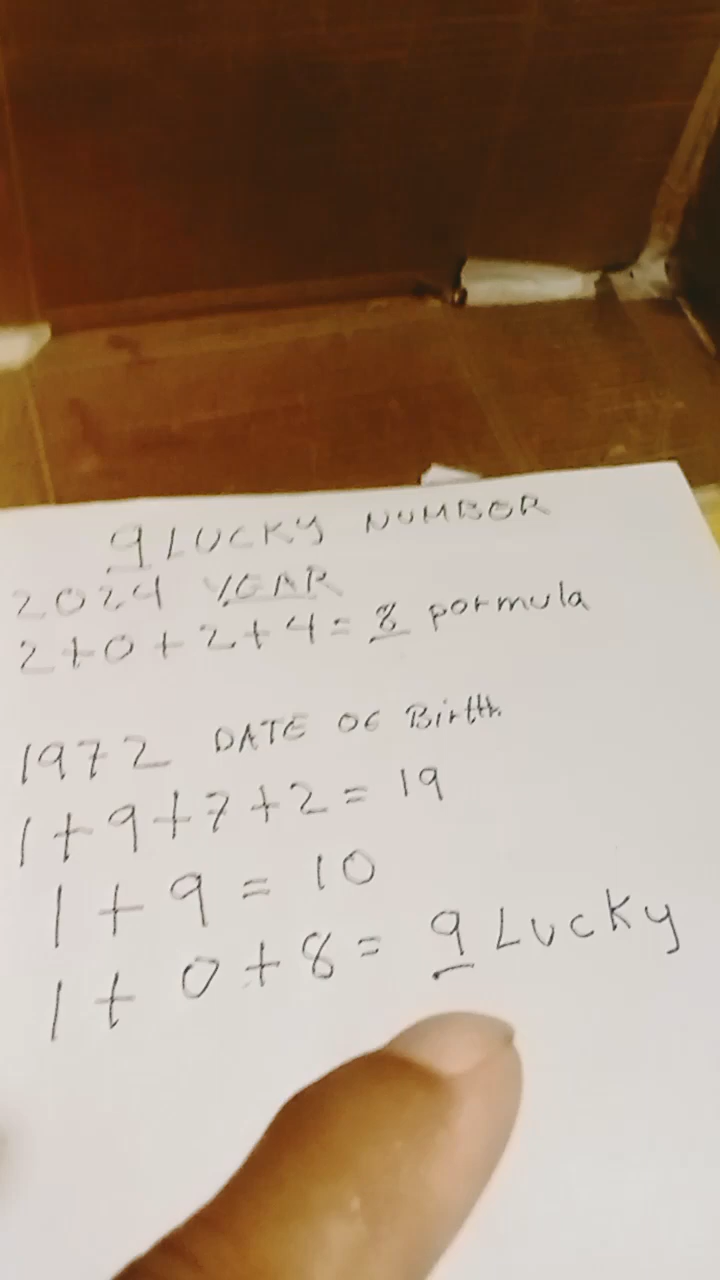 9 LUCKY NUMBER
2024 YEAR
2+0+2+4=8 pormula
1972 DATE OC Birth
1+9+7+2=19
1+9=10
1+0+8=9 Lucky